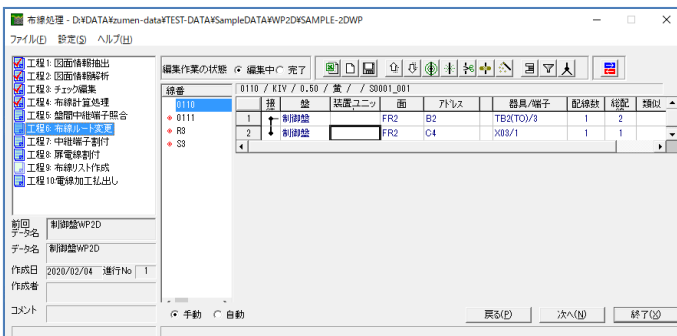 布線処理 - D:¥DATA¥zumen-data¥TEST-DATA¥SampleDATA¥WP2D¥SAMPLE-2DWP
ファイル(F) 設定(S) ヘルプ(H)
工程1: 図面情報抽出
工程2: 図面情報解析
工程3: チェック編集
工程4: 布線計算処理
工程5: 盤間中継端子照合
工程6: 布線ルート変更
工程7: 中継端子割付
工程8: 扉電線割付
工程9: 布線リスト作成
工程10:電線加工払出し
編集作業の状態 編集中 完了
線番
0110
0111
R3
S3
0110 / KIV / 0.50 / 黄 / / S0001_001
盤 装置ユニッ 面 アドレス 器具/端子 配線数 総配 類似
1 制御盤 FR2 B2 TB2(TO)/3 1 2
2 制御盤 FR2 C4 X03/1 1 1
前回
データ名 制御盤WP2D
データ名 制御盤WP2D
作成日 2020/02/04 進行No 1
作成者
コメント
手動 自動
戻る(P) 次へ(N) 終了(X)